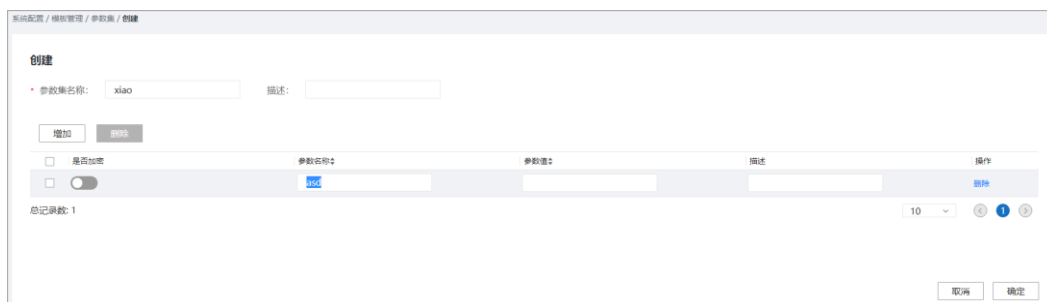 系统配置 / 模板管理 / 参数集 / 创建
创建
* 参数集名称: xiao 描述:
增加 删除
是否加密 参数名称 参数值 描述 操作
asd 删除
总记录数: 1 10 1
取消 确定